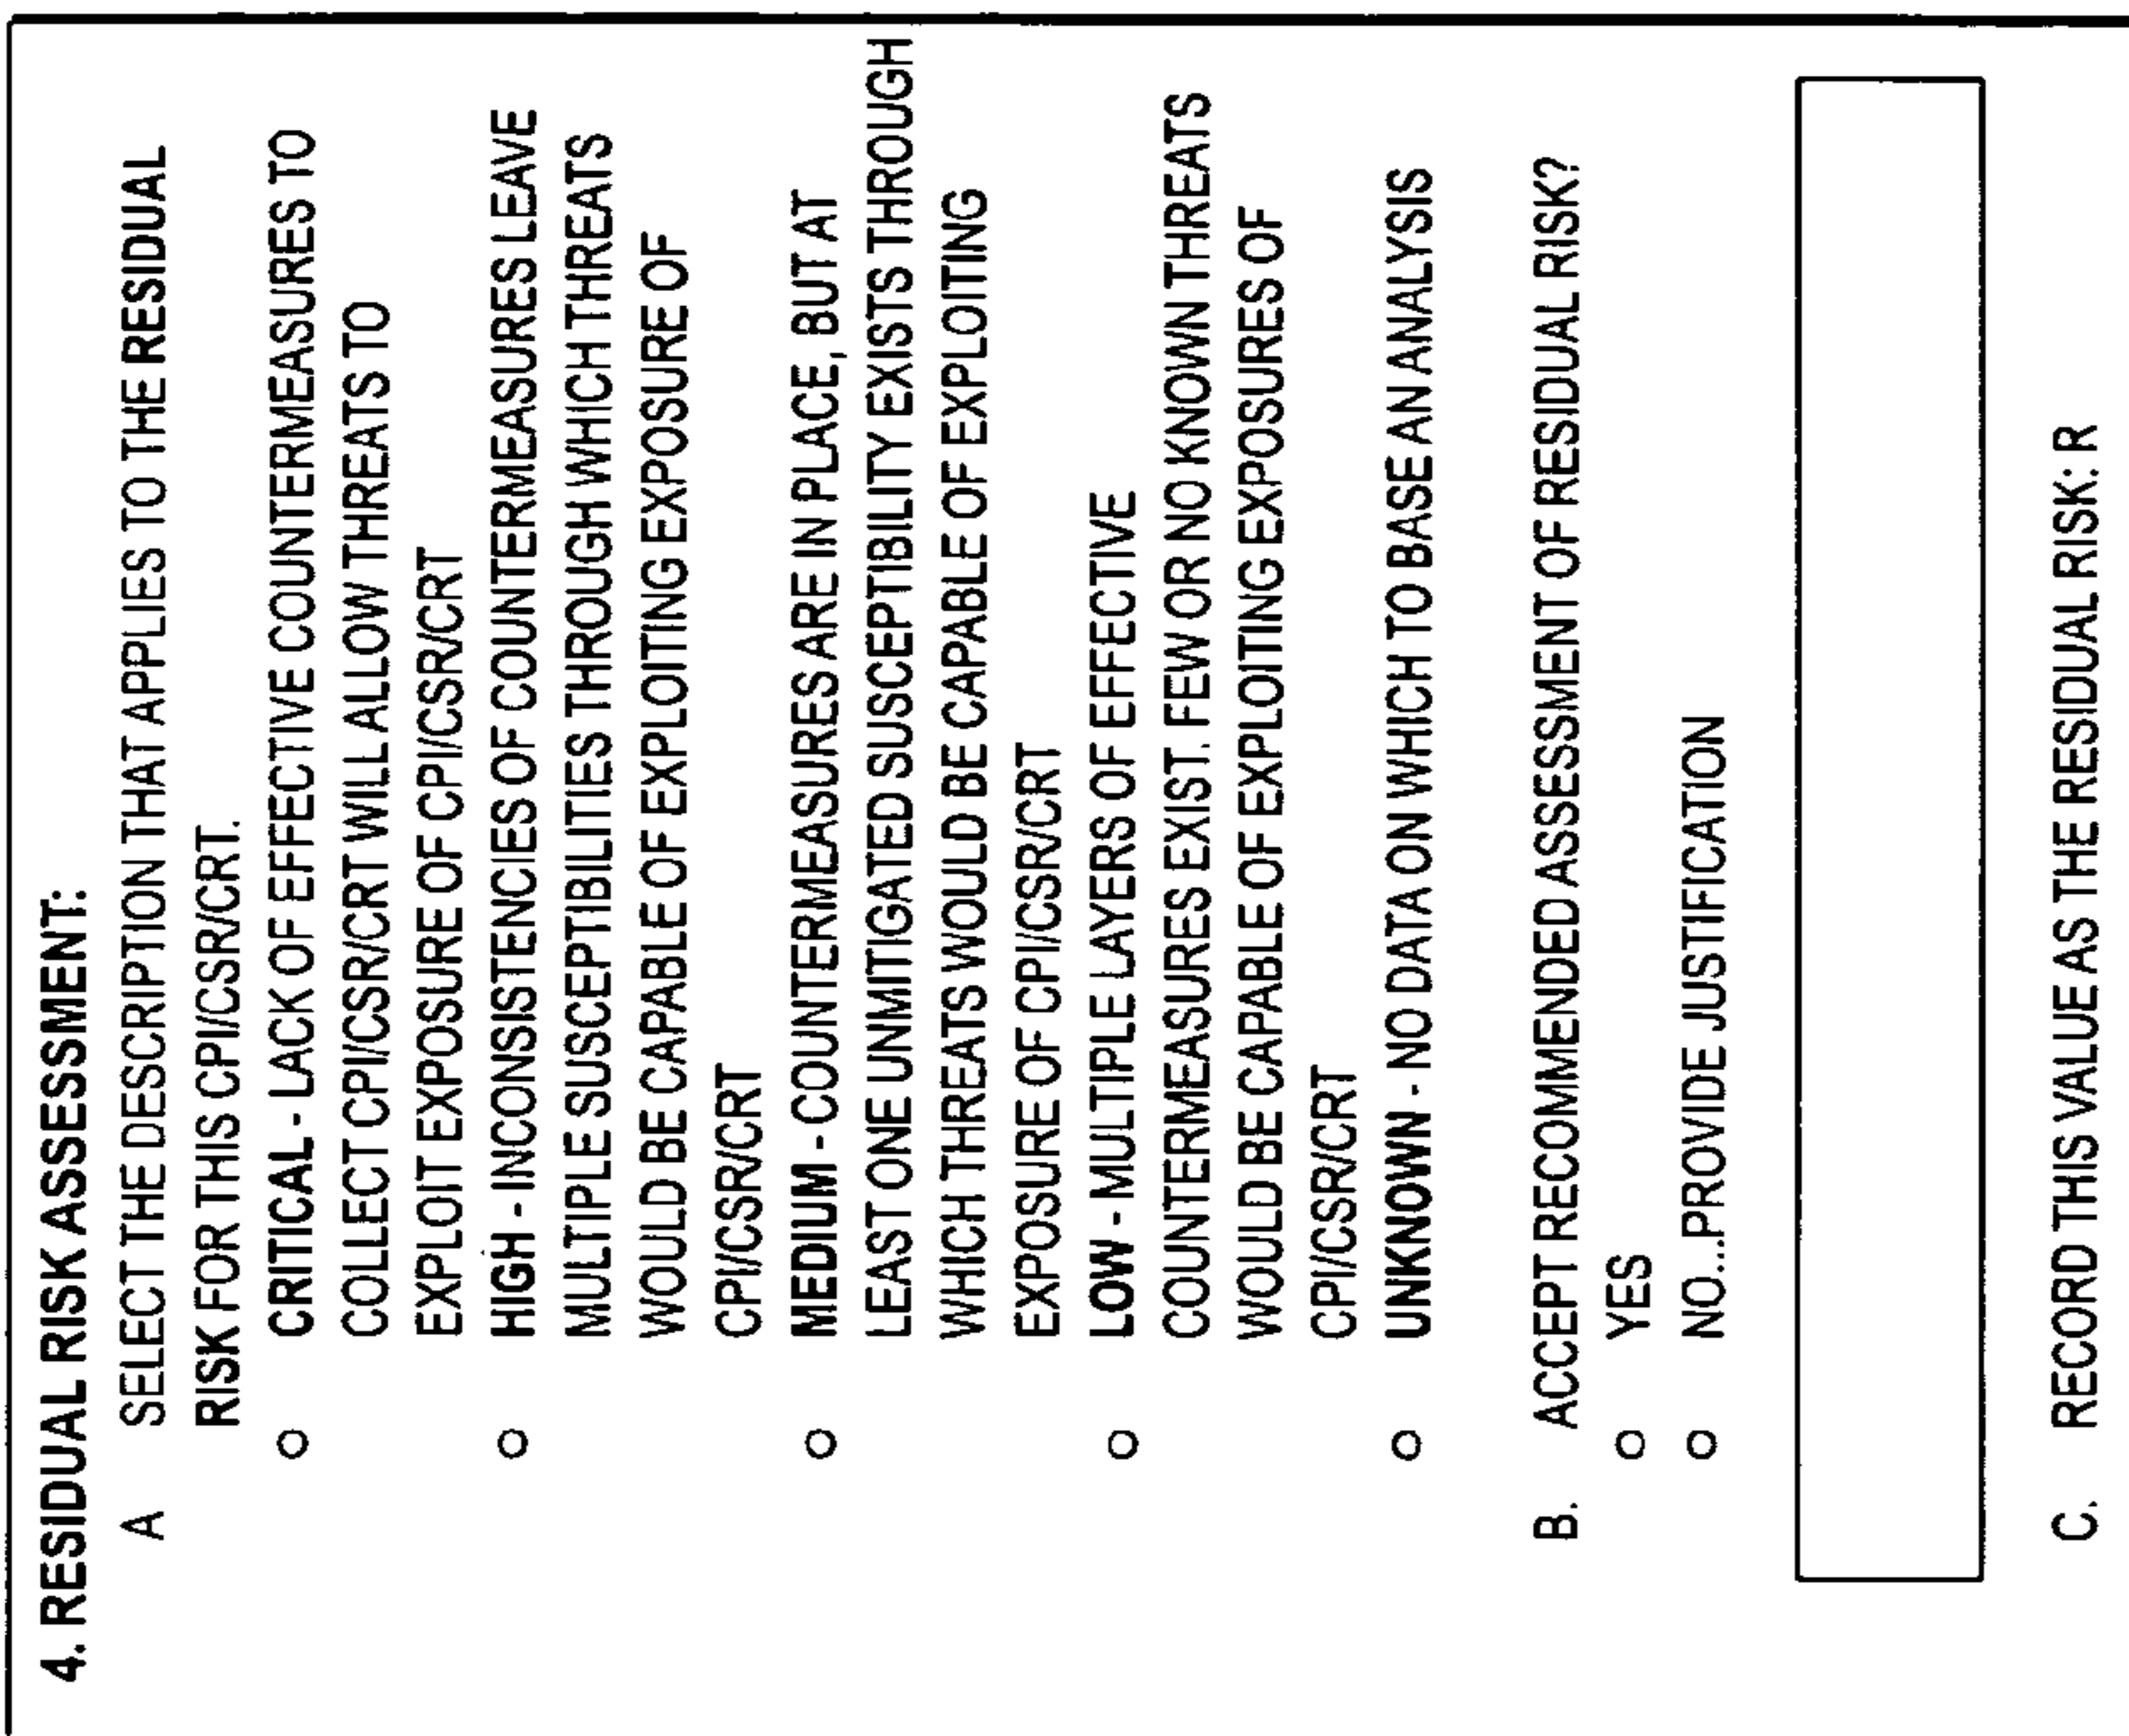 4. RESIDUAL RISK ASSESSMENT:
A SELECT THE DESCRIPTION THAT APPLIES TO THE RESIDUAL
RISK FOR THIS CPI/CSR/CRT.
○ CRITICAL - LACK OF EFFECTIVE COUNTERMEASURES TO
COLLECT CPI/CSR/CRT WILL ALLOW THREATS TO
EXPLOIT EXPOSURE OF CPI/CSR/CRT
○ HIGH - INCONSISTENCIES OF COUNTERMEASURES LEAVE
MULTIPLE SUSCEPTIBILITIES THROUGH WHICH THREATS
WOULD BE CAPABLE OF EXPLOITING EXPOSURE OF
CPI/CSR/CRT
○ MEDIUM - COUNTERMEASURES ARE IN PLACE, BUT AT
LEAST ONE UNMITIGATED SUSCEPTIBILITY EXISTS THROUGH
WHICH THREATS WOULD BE CAPABLE OF EXPLOITING
EXPOSURE OF CPI/CSR/CRT
○ LOW - MULTIPLE LAYERS OF EFFECTIVE
COUNTERMEASURES EXIST. FEW OR NO KNOWN THREATS
WOULD BE CAPABLE OF EXPLOITING EXPOSURES OF
CPI/CSR/CRT
○ UNKNOWN - NO DATA ON WHICH TO BASE AN ANALYSIS
B. ACCEPT RECOMMENDED ASSESSMENT OF RESIDUAL RISK?
○ YES
○ NO...PROVIDE JUSTIFICATION
C. RECORD THIS VALUE AS THE RESIDUAL RISK: R